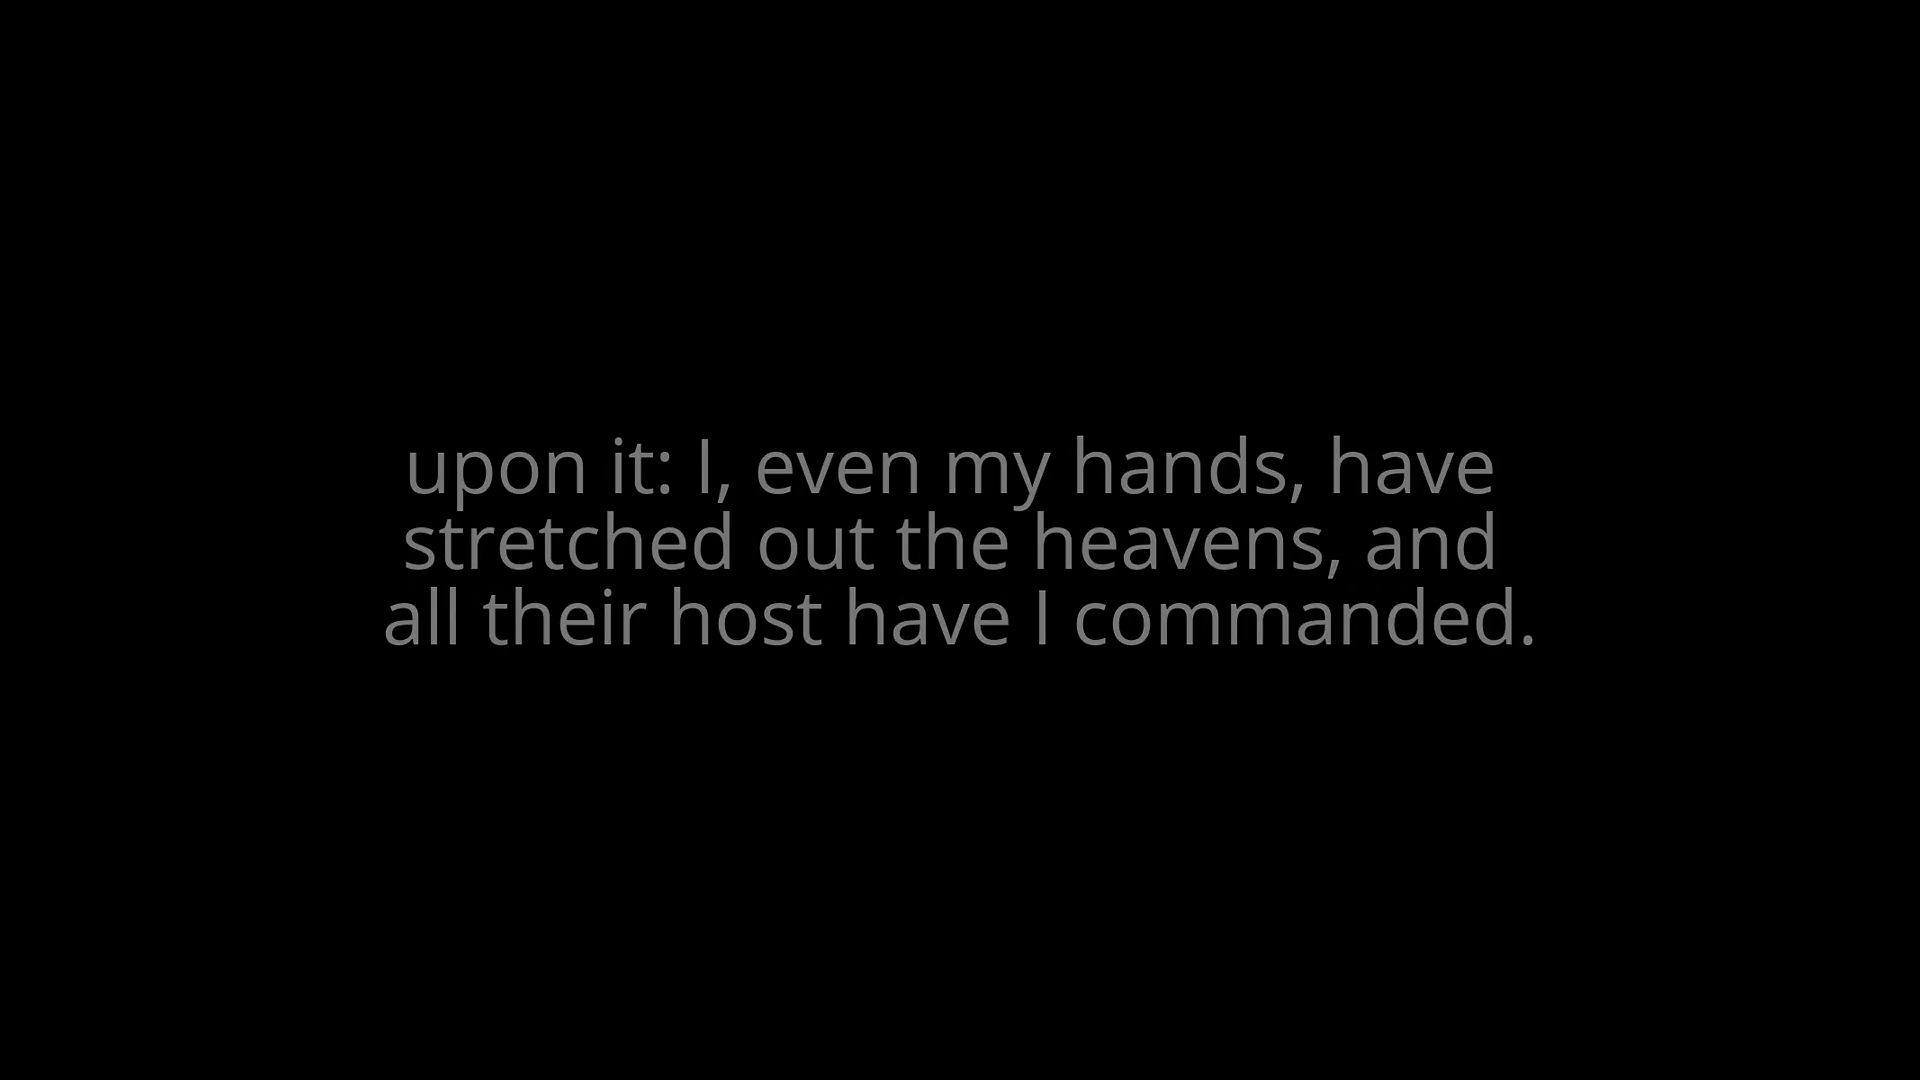 upon it: I, even my hands, have
stretched out the heavens, and
all their host have I commanded.